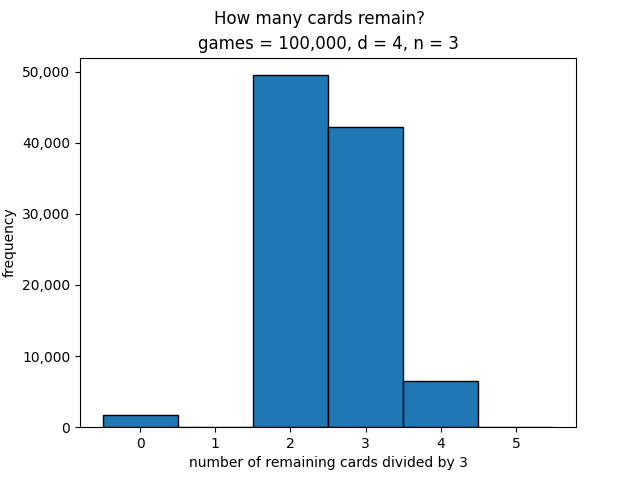 How many cards remain?
games = 100,000, d = 4, n = 3
50,000
40,000
30,000
20,000
10,000
0
frequency
0 1 2 3 4 5
number of remaining cards divided by 3